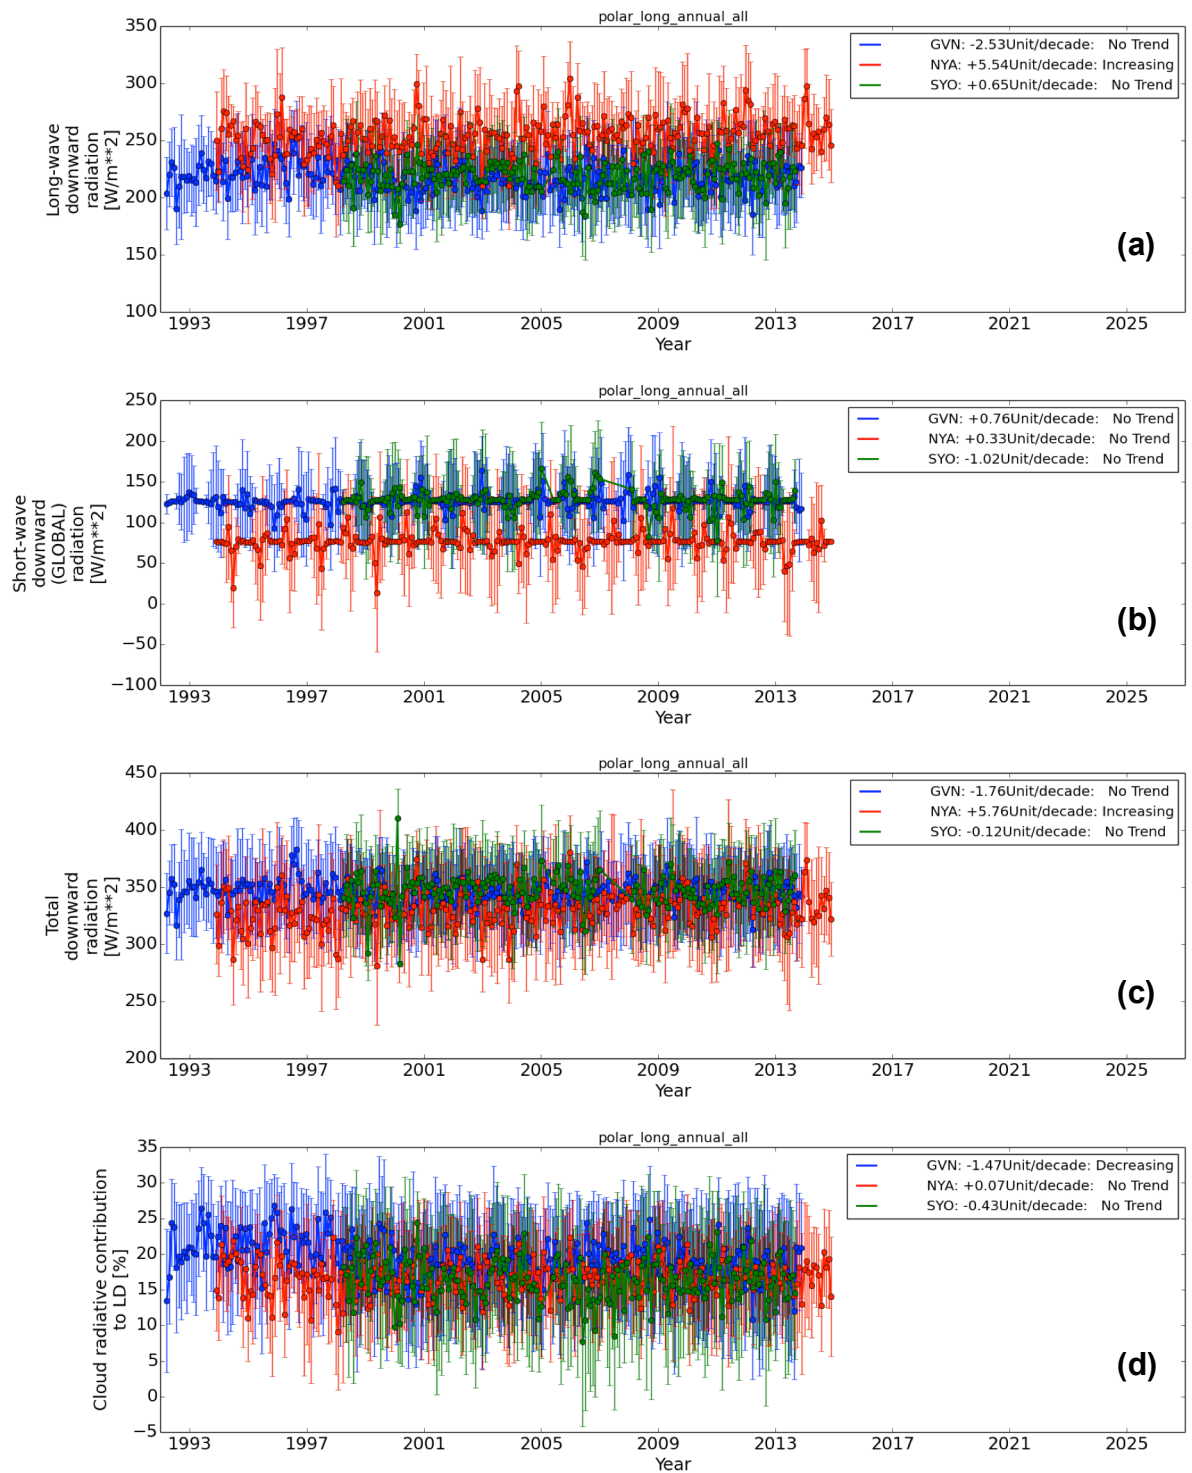 polar_long_annual_all
350
300
250
200
150
100
Long-wave
downward
radiation
[W/m**2]
GVN: -2.53Unit/decade: No Trend
NYA: +5.54Unit/decade: Increasing
SYO: +0.65Unit/decade: No Trend
(a)
1993 1997 2001 2005 2009 2013 2017 2021 2025
Year
polar_long_annual_all
250
200
150
100
50
0
−50
−100
Short-wave
downward
(GLOBAL)
radiation
[W/m**2]
GVN: +0.76Unit/decade: No Trend
NYA: +0.33Unit/decade: No Trend
SYO: -1.02Unit/decade: No Trend
(b)
1993 1997 2001 2005 2009 2013 2017 2021 2025
Year
polar_long_annual_all
450
400
350
300
250
200
Total
downward
radiation
[W/m**2]
GVN: -1.76Unit/decade: No Trend
NYA: +5.76Unit/decade: Increasing
SYO: -0.12Unit/decade: No Trend
(c)
1993 1997 2001 2005 2009 2013 2017 2021 2025
Year
polar_long_annual_all
35
30
25
20
15
10
5
0
−5
Cloud radiative contribution
to LD [%]
GVN: -1.47Unit/decade: Decreasing
NYA: +0.07Unit/decade: No Trend
SYO: -0.43Unit/decade: No Trend
(d)
1993 1997 2001 2005 2009 2013 2017 2021 2025
Year